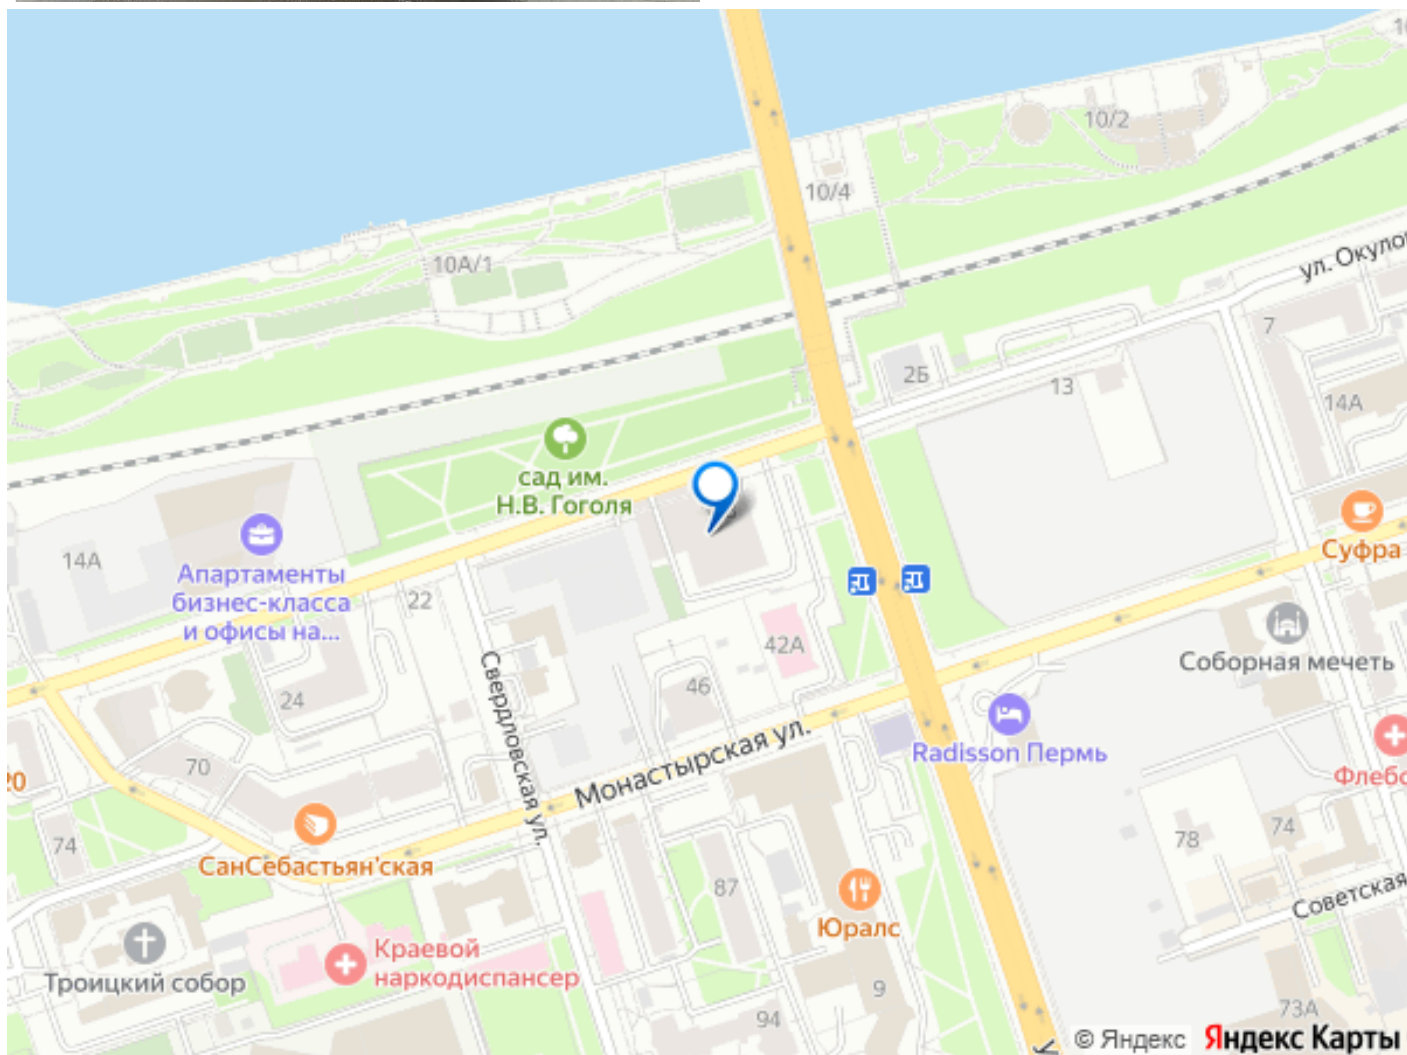 10/2
10/4
10А/1
ул. Окулов
7
2Б
13
14А
сад им.
Н.В. Гоголя
Суфра
14А
Апартаменты
бизнес-класса
и офисы на...
22
42А
Соборная мечеть
Свердловская ул.
46
24
Radisson Пермь
Монастырская ул.
Флебо
70
20
74
СанСебастьян'ская
78
74
87
Юралс
Советская
Троицкий собор
Краевой
наркодиспансер
9
94
73А
© Яндекс Яндекс Карты